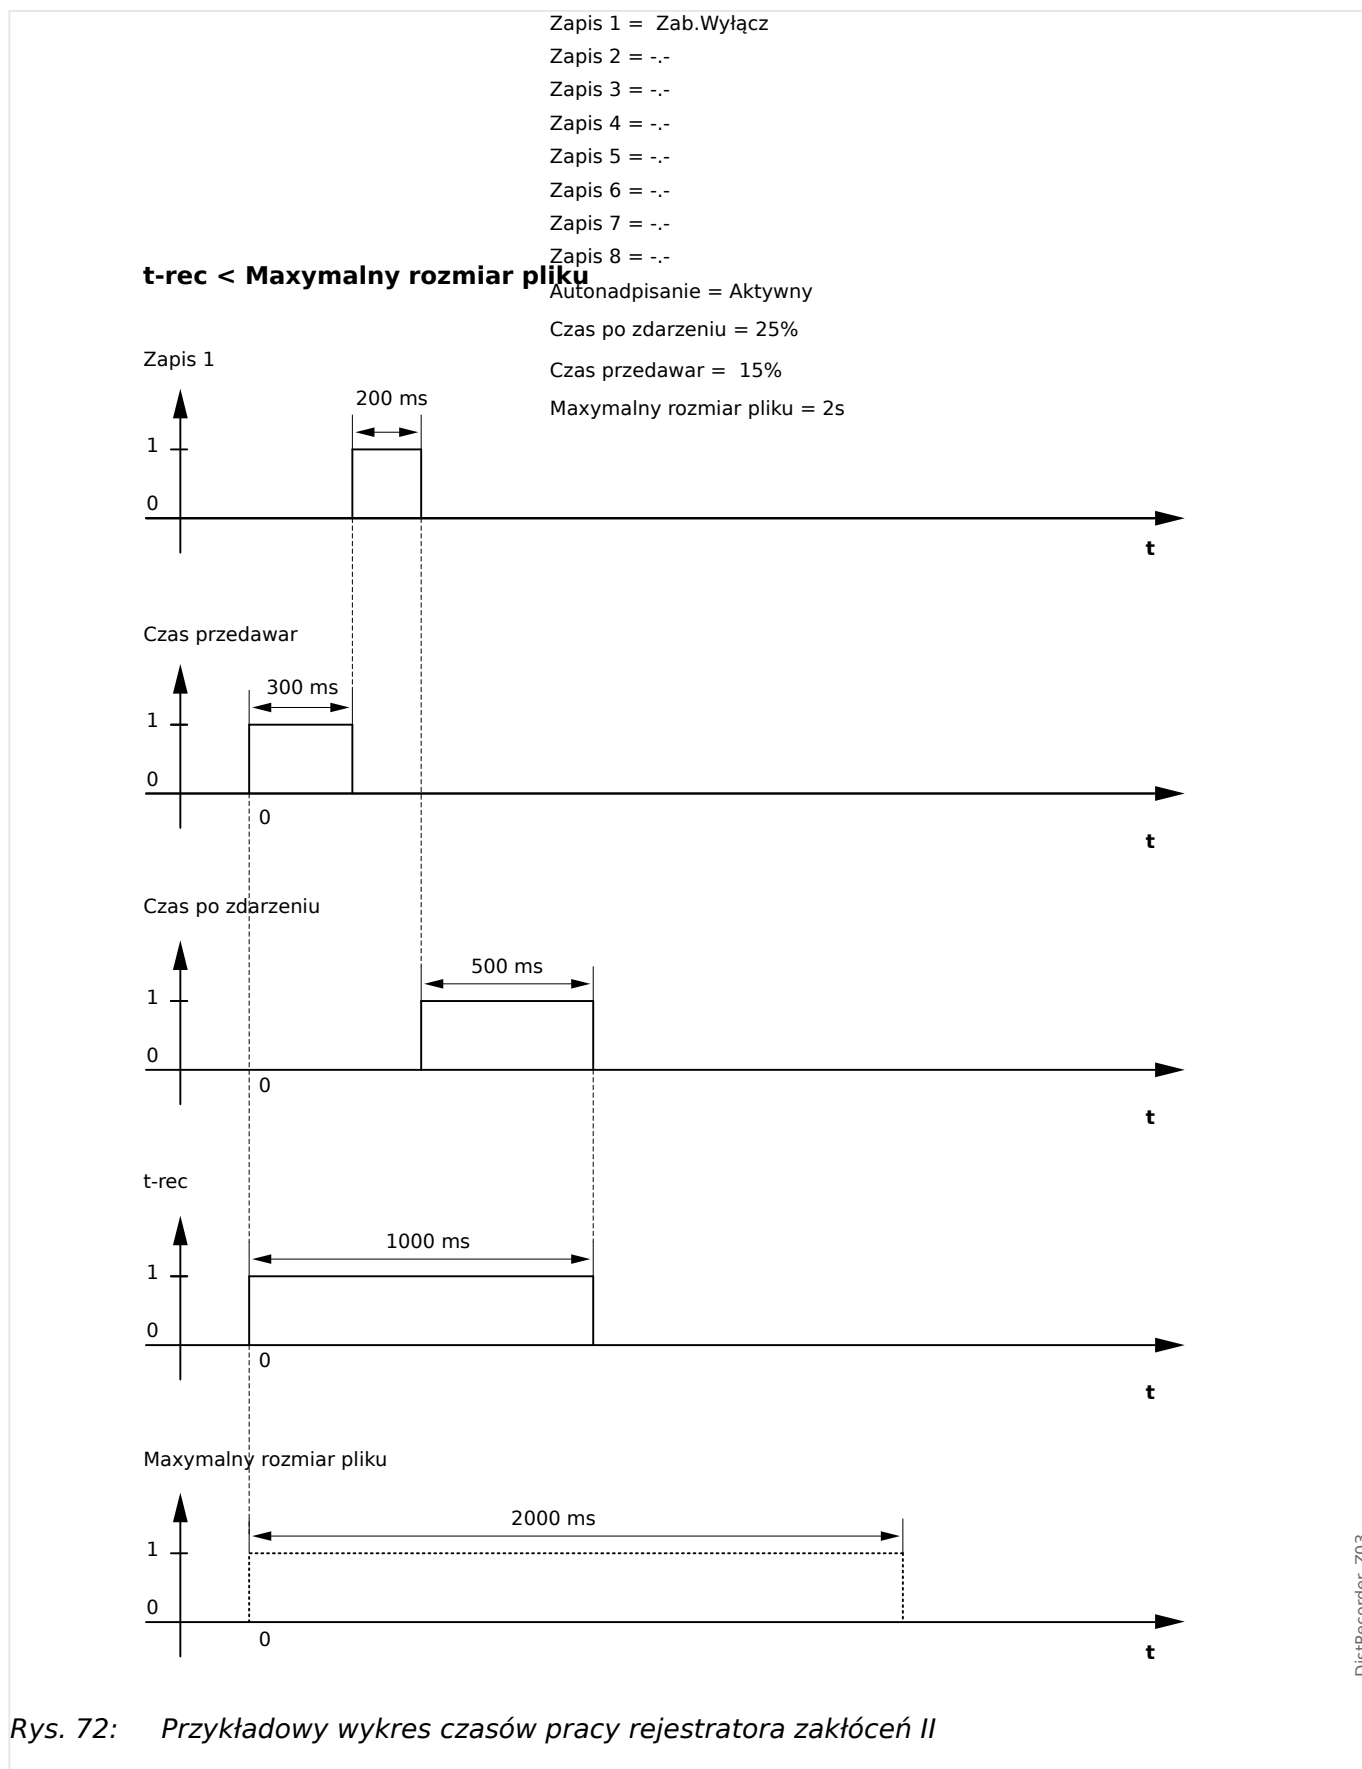 Zapis 1 =  Zab.Wyłącz
Zapis 2 = -.-
Zapis 3 = -.-
Zapis 4 = -.-
Zapis 5 = -.-
Zapis 6 = -.-
Zapis 7 = -.-
Zapis 8 = -.-
t-rec < Maxymalny rozmiar pliku
Autonadpisanie = Aktywny
Czas po zdarzeniu = 25%
Czas przedawar =  15%
Maxymalny rozmiar pliku = 2s
Zapis 1
200 ms
1
0
t
Czas przedawar
300 ms
1
0
0
t
Czas po zdarzeniu
500 ms
1
0
0
t
t-rec
1000 ms
1
0
0
t
Maxymalny rozmiar pliku
2000 ms
1
0
0
t
DistRecorder_Z03
Rys. 72: Przykładowy wykres czasów pracy rejestratora zakłóceń II